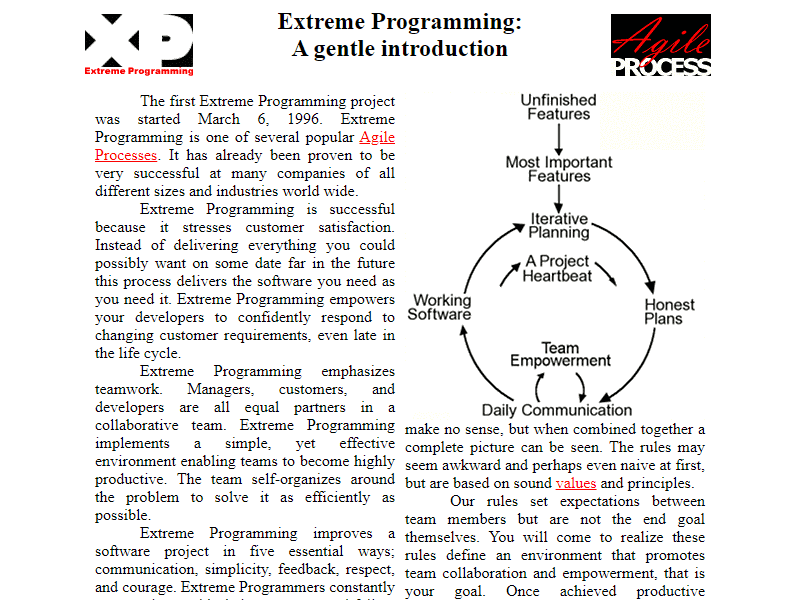 XP
Extreme Programming
Extreme Programming:
A gentle introduction
Agile
PROCESS
The first Extreme Programming project
was started March 6, 1996. Extreme
Programming is one of several popular Agile
Processes. It has already been proven to be
very successful at many companies of all
different sizes and industries world wide.
Extreme Programming is successful
because it stresses customer satisfaction.
Instead of delivering everything you could
possibly want on some date far in the future
this process delivers the software you need as
you need it. Extreme Programming empowers
your developers to confidently respond to
changing customer requirements, even late in
the life cycle.
Extreme Programming emphasizes
teamwork. Managers, customers, and
developers are all equal partners in a
collaborative team. Extreme Programming
implements a simple, yet effective
environment enabling teams to become highly
productive. The team self-organizes around
the problem to solve it as efficiently as
possible.
Extreme Programming improves a
software project in five essential ways;
communication, simplicity, feedback, respect,
and courage. Extreme Programmers constantly
Unfinished
Features
Most Important
Features
Iterative
Planning
A Project
Heartbeat
Working
Software
Honest
Plans
Team
Empowerment
Daily Communication
make no sense, but when combined together a
complete picture can be seen. The rules may
seem awkward and perhaps even naive at first,
but are based on sound values and principles.
Our rules set expectations between
team members but are not the end goal
themselves. You will come to realize these
rules define an environment that promotes
team collaboration and empowerment, that is
your goal. Once achieved productive